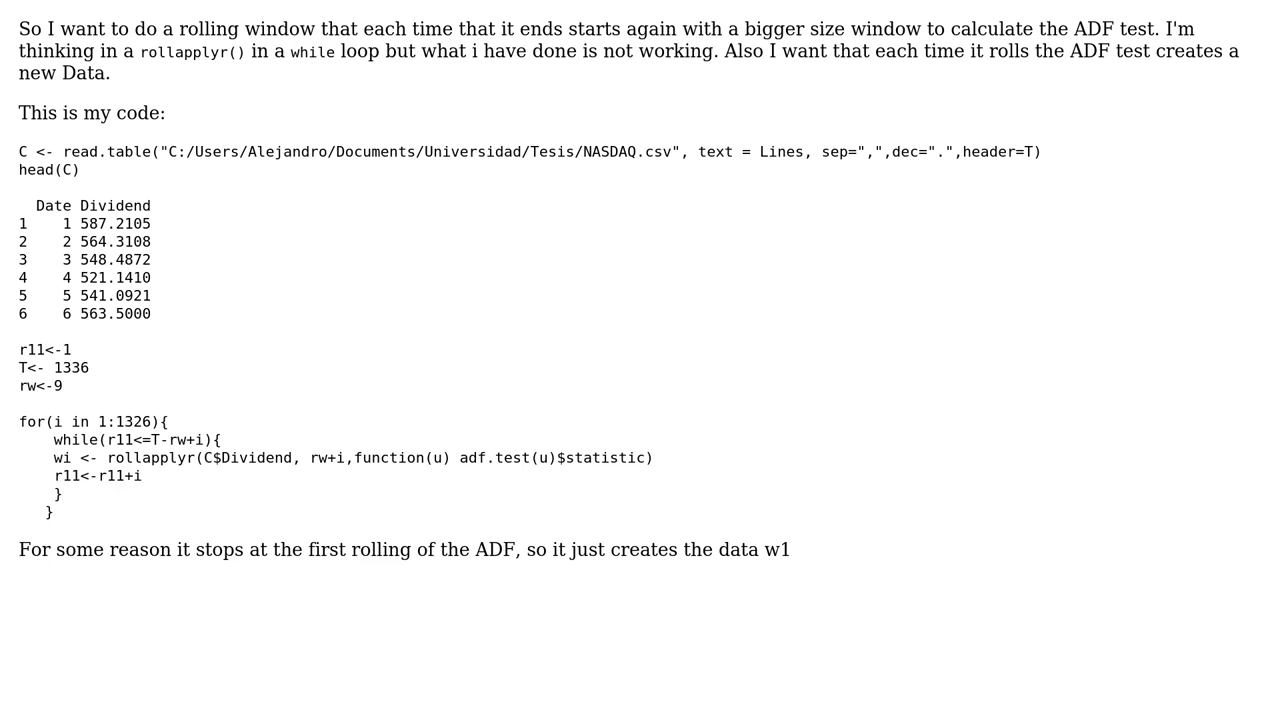 So I want to do a rolling window that each time that it ends starts again with a bigger size window to calculate the ADF test. I'm
thinking in a rollapplyr() in a while loop but what i have done is not working. Also I want that each time it rolls the ADF test creates a
new Data.
This is my code:
C <- read.table("C:/Users/Alejandro/Documents/Universidad/Tesis/NASDAQ.csv", text = Lines, sep=",",dec=".",header=T)
head(C)
  Date Dividend
1    1 587.2105
2    2 564.3108
3    3 548.4872
4    4 521.1410
5    5 541.0921
6    6 563.5000
r11<-1
T<- 1336
rw<-9
for(i in 1:1326){
    while(r11<=T-rw+i){
    wi <- rollapplyr(C$Dividend, rw+i,function(u) adf.test(u)$statistic)
    r11<-r11+i
    }
   }
For some reason it stops at the first rolling of the ADF, so it just creates the data w1